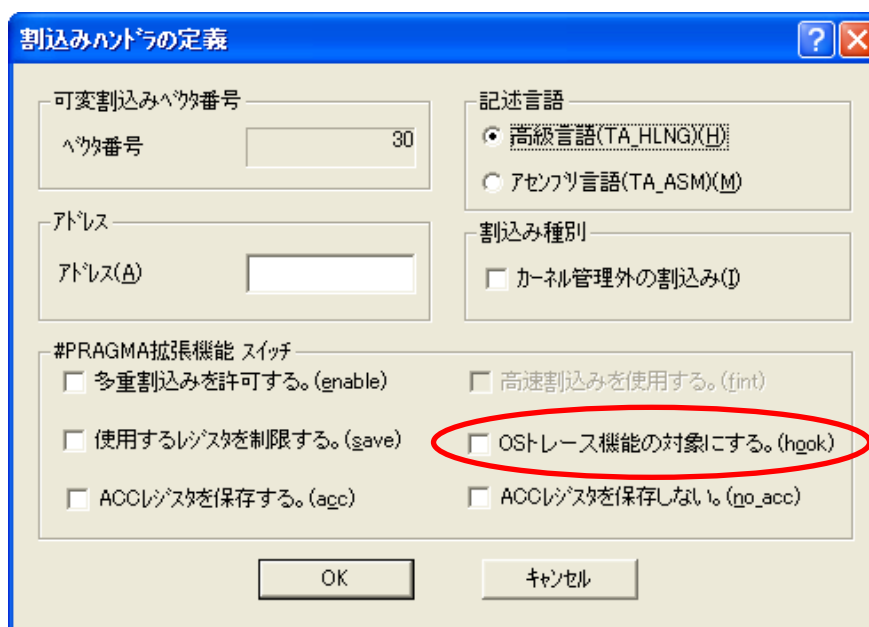 割込みﾊﾝﾄﾞﾗの定義
可変割込みﾍﾞｸﾀ番号
ﾍﾞｸﾀ番号
30
記述言語
高級言語(TA_HLNG)(H)
ｱｾﾝﾌﾞﾘ言語(TA_ASM)(M)
ｱﾄﾞﾚｽ
ｱﾄﾞﾚｽ(A)
割込み種別
ｶｰﾈﾙ管理外の割込み(I)
#PRAGMA拡張機能 ｽｲｯﾁ
多重割込みを許可する。(enable)
高速割込みを使用する。(fint)
使用するﾚｼﾞｽﾀを制限する。(save)
OSトレース機能の対象にする。(hook)
ACCﾚｼﾞｽﾀを保存する。(acc)
ACCﾚｼﾞｽﾀを保存しない。(no_acc)
OK
ｷｬﾝｾﾙ